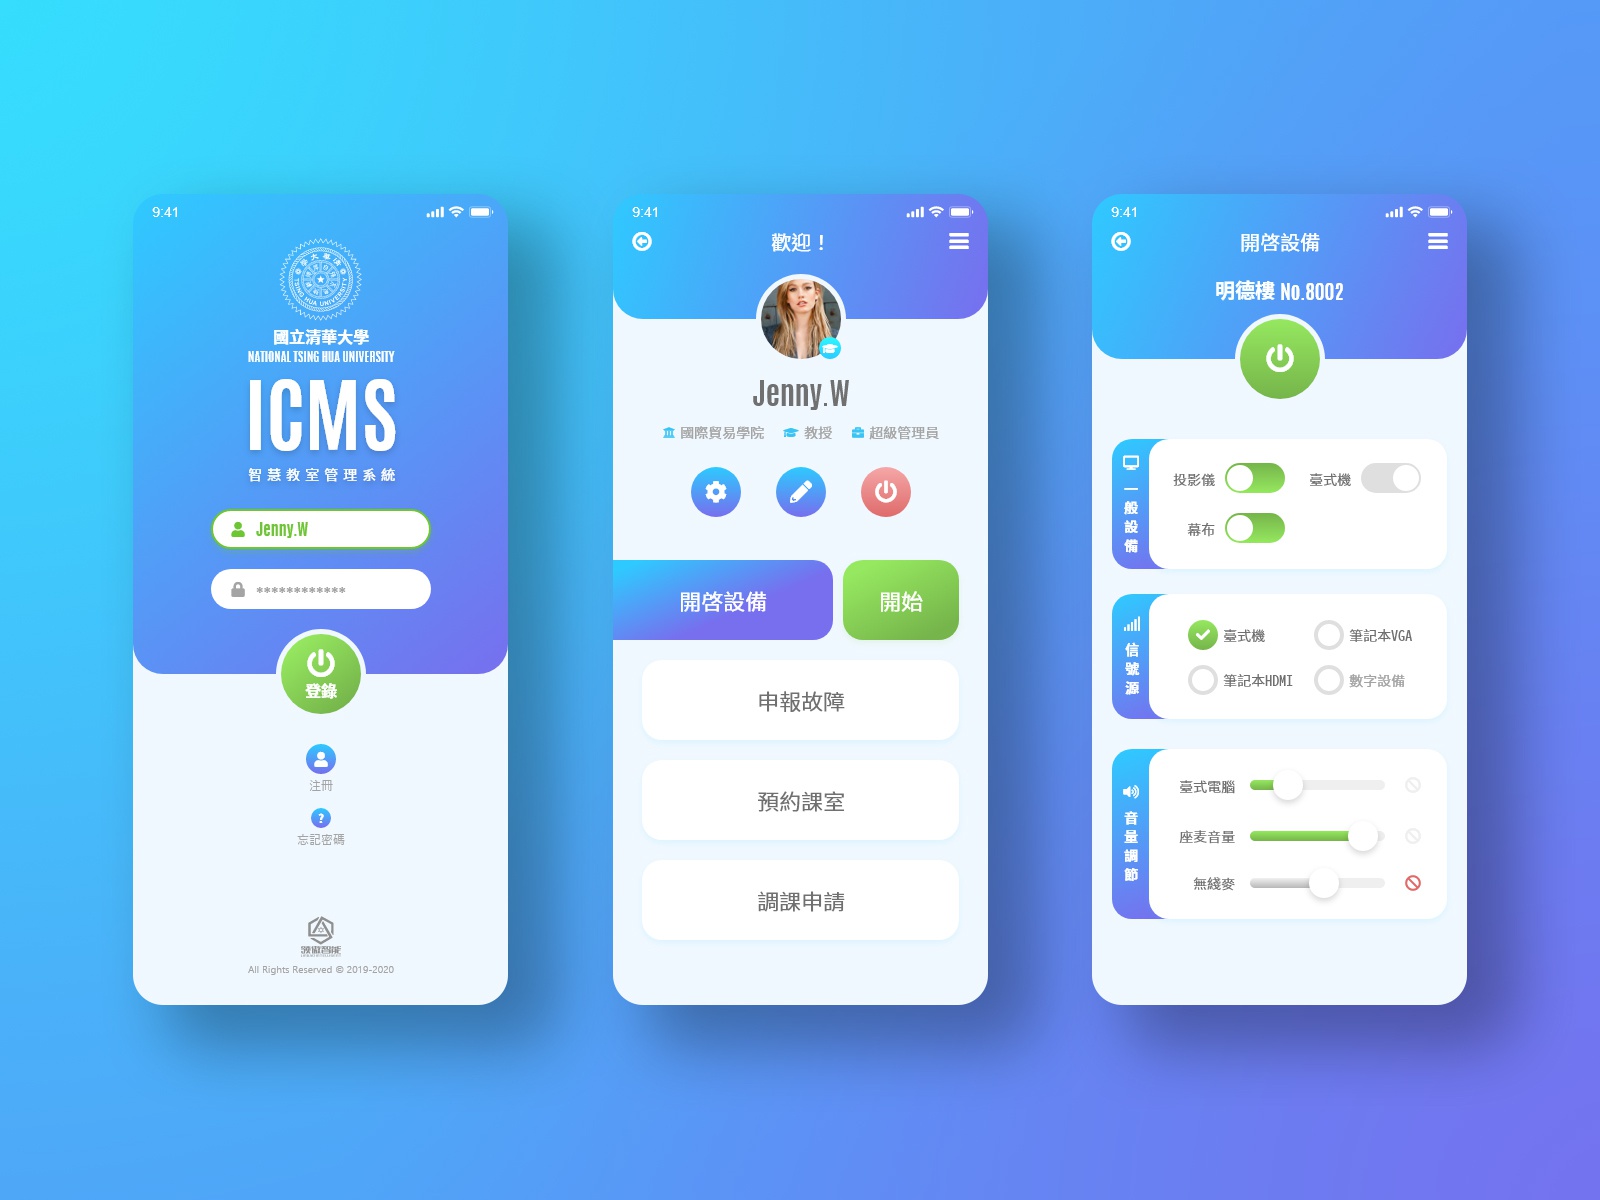 9:41
國立清華大學
NATIONAL TSING HUA UNIVERSITY
ICMS
智慧教室管理系統
Jenny.W
************
登錄
注冊
?
忘記密碼
All Rights Reserved © 2019-2020
9:41
歡迎！
Jenny.W
國際貿易學院 教授 超級管理員
開啓設備 開始
申報故障
預約課室
調課申請
9:41
開啓設備
明德樓 No.8002
一般設備
投影儀 臺式機
幕布
信號源
臺式機 筆記本VGA
筆記本HDMI 數字設備
音量調節
臺式電腦
座麦音量
無綫麥